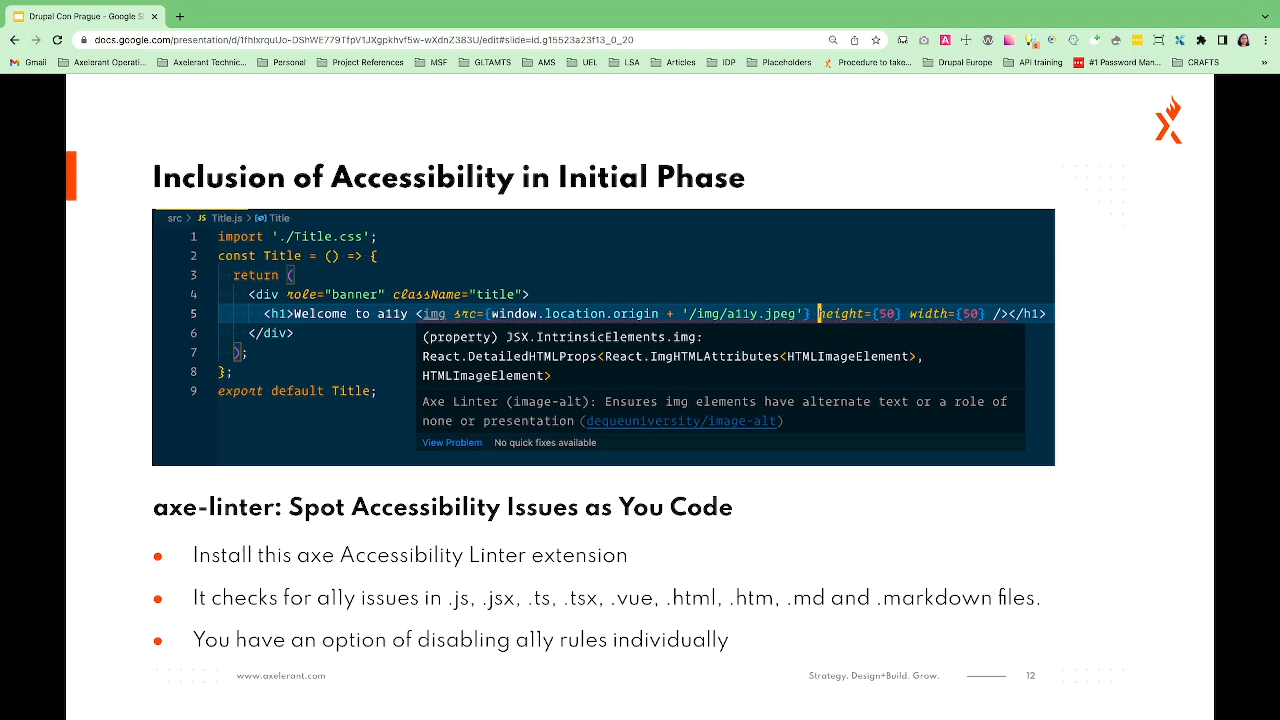 Drupal Con Prague - Google Sl
docs.google.com/presentation/d/1fhIxrquUo-DShWE779TfpV1JXgpkhvf5w-wXdnZ383U/edit#slide=id.g15523a23f13_0_20
Gmail Axelerant Operati... Axelerant Technic... Personal Project References MSF GLTAMTS AMS UEL LSA Articles IDP Placeholders Procedure to take... Drupal Europe API training #1 Password Man... CRAFTS
Inclusion of Accessibility in Initial Phase
src > JS Title.js > Title
1 import './Title.css';
2 const Title = () => {
3 return (
4 <div role="banner" className="title">
5 <h1>Welcome to a11y <img src={window.location.origin + '/img/a11y.jpeg'} height={50} width={50} /></h1>
6 </div>
7 );
8 };
9 export default Title;
(property) JSX.IntrinsicElements.img:
React.DetailedHTMLProps<React.ImgHTMLAttributes<HTMLImageElement>,
HTMLImageElement>
Axe Linter (image-alt): Ensures img elements have alternate text or a role of
none or presentation (dequeuniversity/image-alt)
View Problem No quick fixes available
axe-linter: Spot Accessibility Issues as You Code
• Install this axe Accessibility Linter extension
• It checks for a11y issues in .js, .jsx, .ts, .tsx, .vue, .html, .htm, .md and .markdown files.
• You have an option of disabling a11y rules individually
www.axelerant.com Strategy. Design+Build. Grow. 12